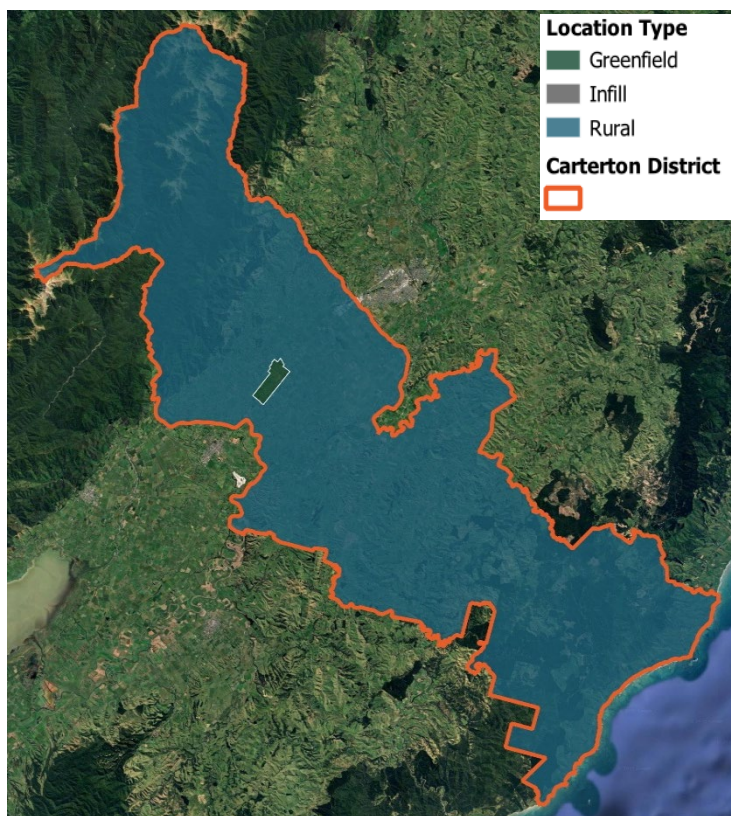 Location Type
Greenfield
Infill
Rural
Carterton District